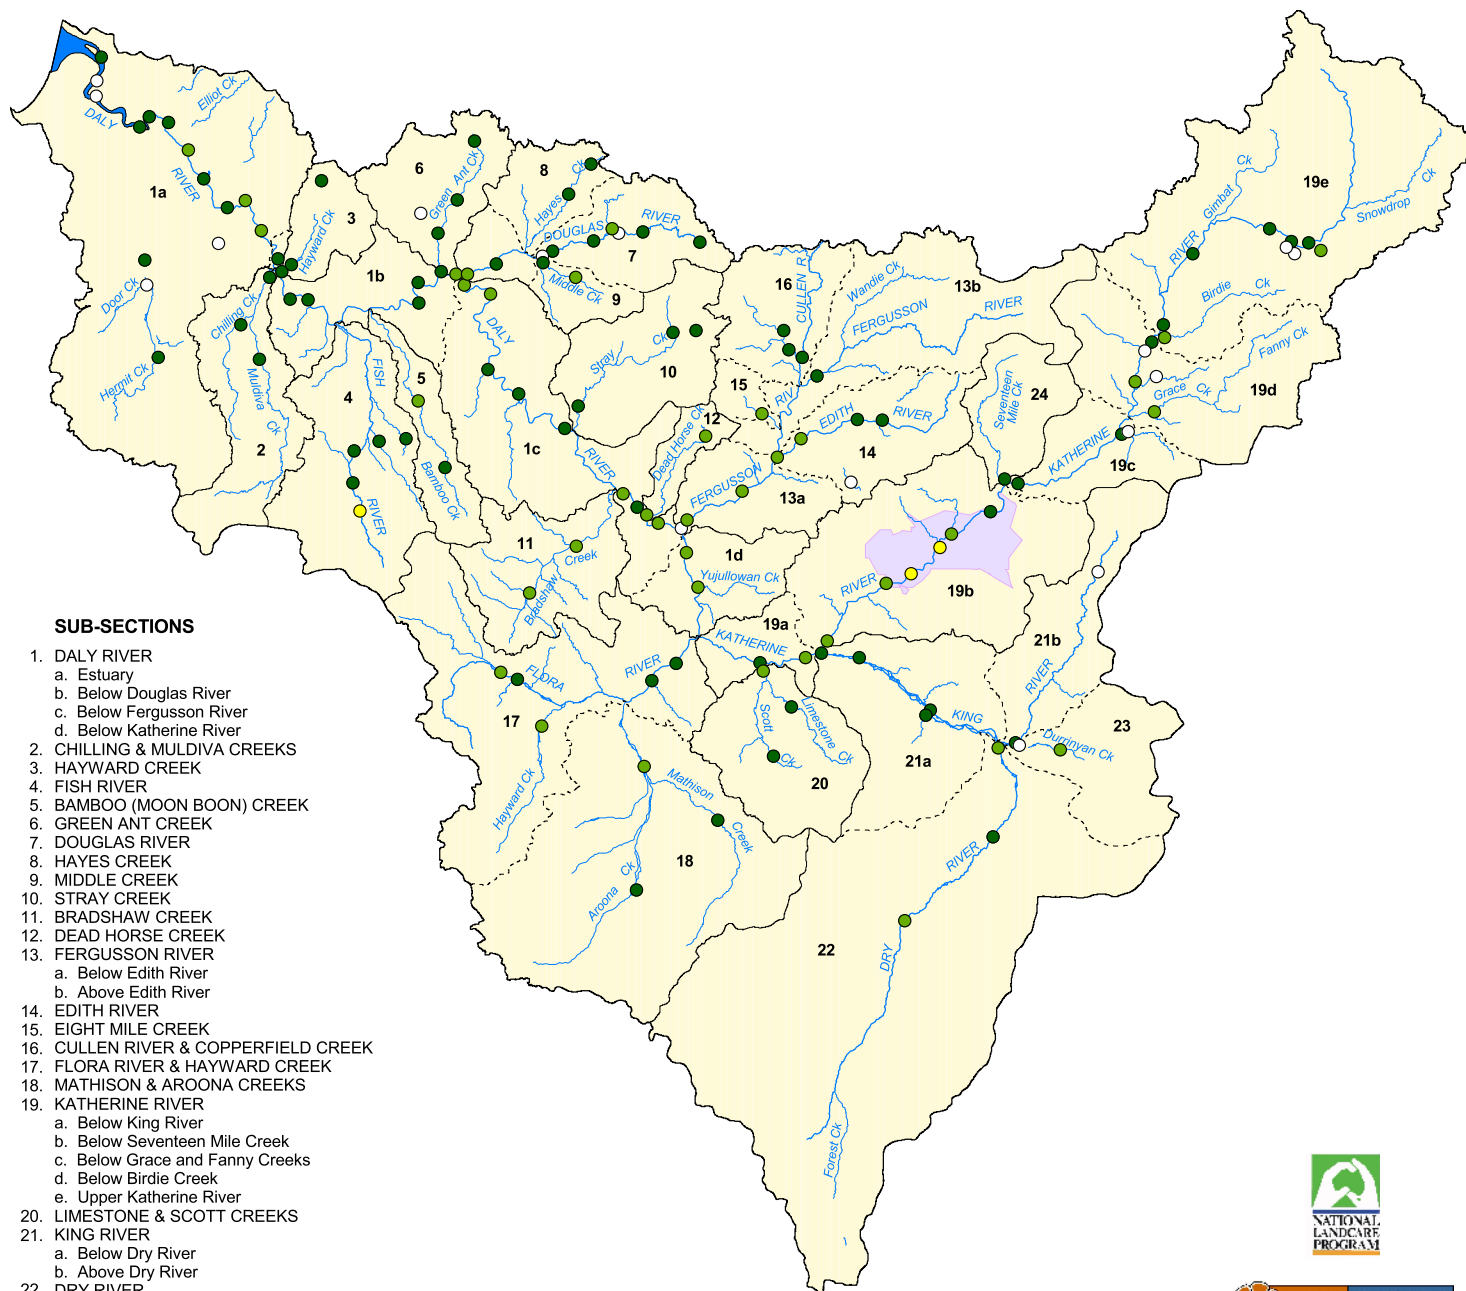 Elliot Ck
DALY
RIVER
1a
Door Ck
Hermit Ck
3
Hayward Ck
1b
Chilling Ck
Muldiva
Ck
2
6
Green Ant Ck
8
Hayes Ck
DOUGLAS RIVER
7
Middle Ck
9
DALY
Stray Ck
10
FISH
4
5
RIVER
Bamboo Ck
1c
RIVER
12
Dead Horse Ck
16
CULLEN R.
Wandie Ck
13b
FERGUSSON RIVER
15
RIV
EDITH RIVER
14
FERGUSSON
13a
Seventeen
Mile Ck
24
19e
RIVER Gimbat Ck
Snowdrop Ck
Birdie Ck
Fanny Ck
Grace Ck
19d
KATHERINE
19c
11
Creek
Bradshaw
1d
Yujullowan Ck
RIVER
19b
19a
KATHERINE
21b
RIVER
FLORA RIVER
17
Hayward Ck
Scott
Ck
Limestone Ck
20
KING
21a
Durrinyan Ck
23
Mathison
Creek
18
Aroona Ck
22
RIVER
DRY
Forest Ck
SUB-SECTIONS
1. DALY RIVER
a. Estuary
b. Below Douglas River
c. Below Fergusson River
d. Below Katherine River
2. CHILLING & MULDIVA CREEKS
3. HAYWARD CREEK
4. FISH RIVER
5. BAMBOO (MOON BOON) CREEK
6. GREEN ANT CREEK
7. DOUGLAS RIVER
8. HAYES CREEK
9. MIDDLE CREEK
10. STRAY CREEK
11. BRADSHAW CREEK
12. DEAD HORSE CREEK
13. FERGUSSON RIVER
a. Below Edith River
b. Above Edith River
14. EDITH RIVER
15. EIGHT MILE CREEK
16. CULLEN RIVER & COPPERFIELD CREEK
17. FLORA RIVER & HAYWARD CREEK
18. MATHISON & AROONA CREEKS
19. KATHERINE RIVER
a. Below King River
b. Below Seventeen Mile Creek
c. Below Grace and Fanny Creeks
d. Below Birdie Creek
e. Upper Katherine River
20. LIMESTONE & SCOTT CREEKS
21. KING RIVER
a. Below Dry River
b. Above Dry River
22. DRY RIVER
NATIONAL
LANDCARE
PROGRAM